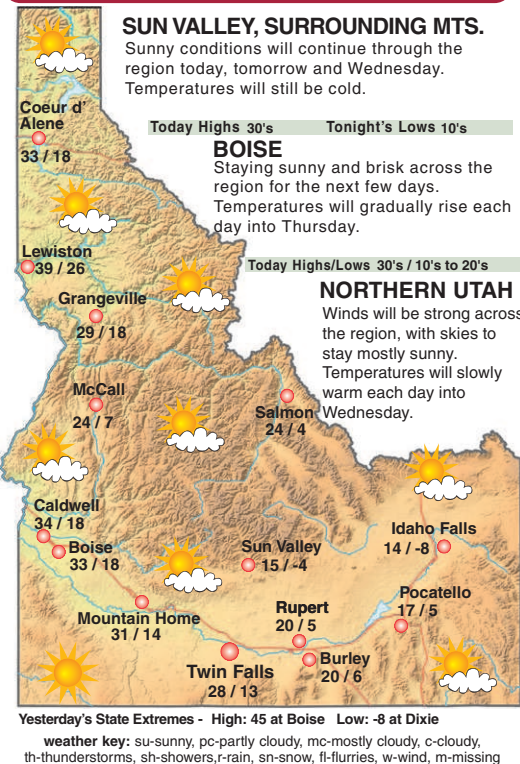 SUN VALLEY, SURROUNDING MTS.
Sunny conditions will continue through the
region today, tomorrow and Wednesday.
Temperatures will still be cold.
Today Highs 30's Tonight's Lows 10's
BOISE
Staying sunny and brisk across the
region for the next few days.
Temperatures will gradually rise each
day into Thursday.
Today Highs/Lows 30's / 10's to 20's
NORTHERN UTAH
Winds will be strong across
the region, with skies to
stay mostly sunny.
Temperatures will slowly
warm each day into
Wednesday.
Coeur d'
Alene
33 / 18
Lewiston
39 / 26
Grangeville
29 / 18
McCall
24 / 7
Salmon
24 / 4
Caldwell
34 / 18
Boise
33 / 18
Sun Valley
15 / -4
Idaho Falls
14 / -8
Mountain Home
31 / 14
Rupert
20 / 5
Pocatello
17 / 5
Twin Falls
28 / 13
Burley
20 / 6
Yesterday's State Extremes - High: 45 at Boise Low: -8 at Dixie
weather key: su-sunny, pc-partly cloudy, mc-mostly cloudy, c-cloudy,
th-thunderstorms, sh-showers,r-rain, sn-snow, fl-flurries, w-wind, m-missing